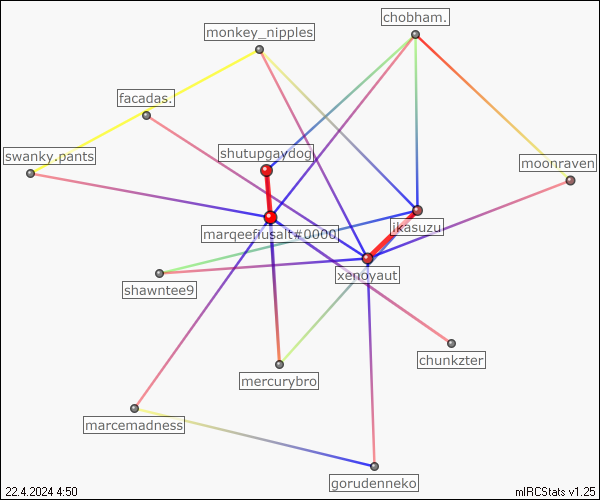 chobham.
monkey_nipples
facadas.
swanky.pants
shutupgaydog
moonraven
marqeefiusalt#0000
ikasuzu
xenoyaut
shawntee9
chunkzter
mercurybro
marcemadness
gorudenneko
22.4.2024 4:50
mIRCStats v1.25